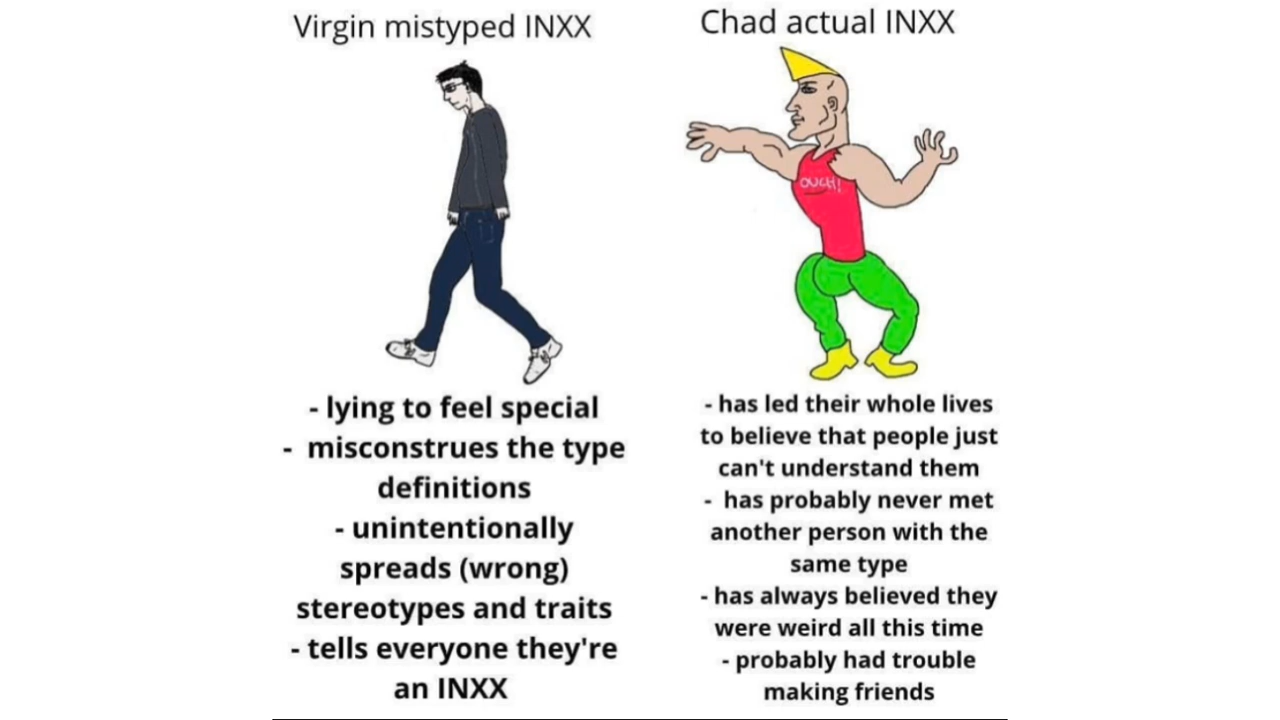 Virgin mistyped INXX
- lying to feel special
- misconstrues the type
definitions
- unintentionally
spreads (wrong)
stereotypes and traits
- tells everyone they're
an INXX
Chad actual INXX
OUCH!
- has led their whole lives
to believe that people just
can't understand them
- has probably never met
another person with the
same type
- has always believed they
were weird all this time
- probably had trouble
making friends